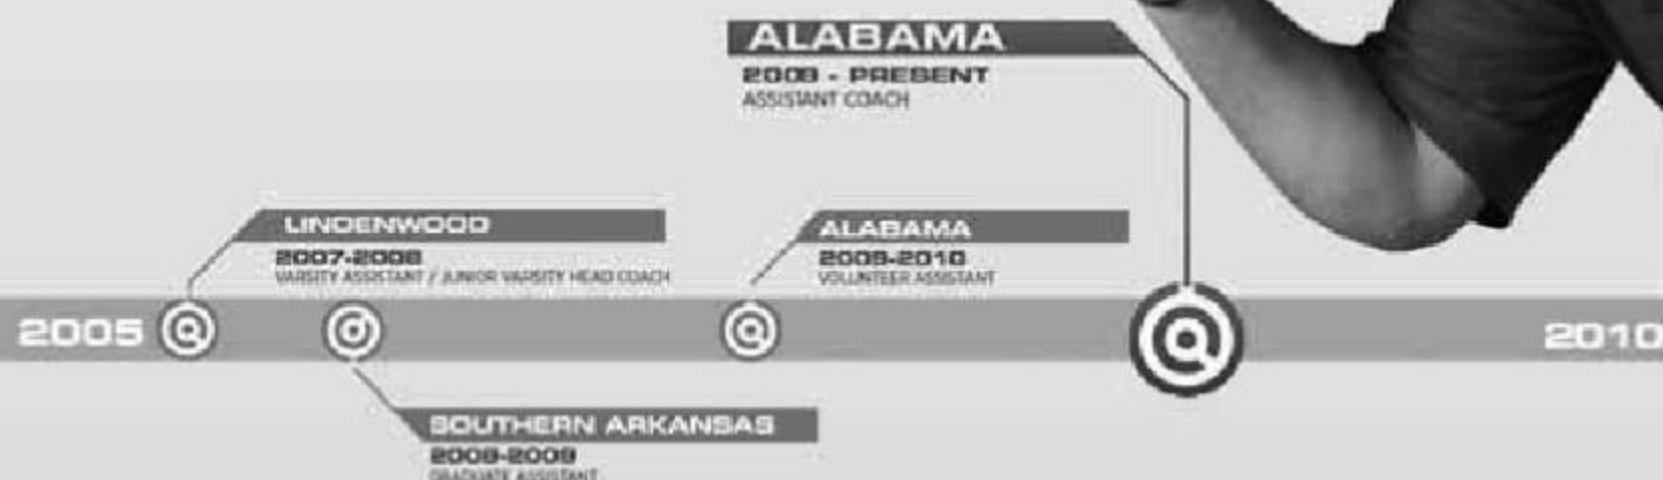 ALABAMA
2009 - PRESENT
ASSISTANT COACH
LINDENWOOD
2007-2008
VARSITY ASSISTANT / JUNIOR VARSITY HEAD COACH
ALABAMA
2009-2010
VOLUNTEER ASSISTANT
2005
2010
SOUTHERN ARKANSAS
2008-2009
GRADUATE ASSISTANT